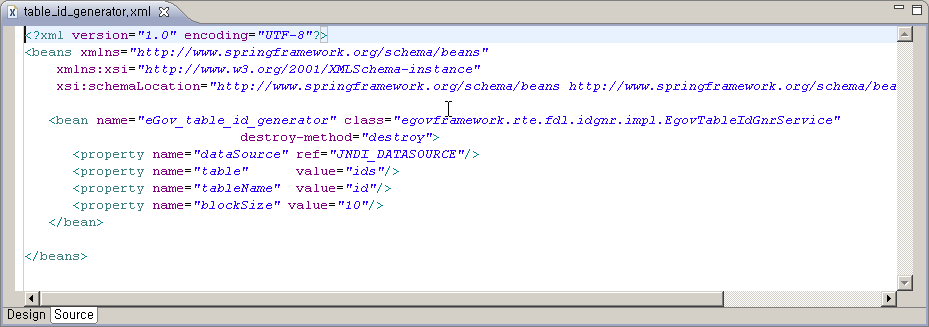 table_id_generator.xml
<?xml version="1.0" encoding="UTF-8"?>
<beans xmlns="http://www.springframework.org/schema/beans"
    xmlns:xsi="http://www.w3.org/2001/XMLSchema-instance"
    xsi:schemaLocation="http://www.springframework.org/schema/beans http://www.springframework.org/schema/bea
   <bean name="eGov_table_id_generator" class="egovframework.rte.fdl.idgnr.impl.EgovTableIdGnrService"
                           destroy-method="destroy">
      <property name="dataSource" ref="JNDI_DATASOURCE"/>
      <property name="table"      value="ids"/>
      <property name="tableName"  value="id"/>
      <property name="blockSize" value="10"/>
   </bean>
</beans>
Design Source